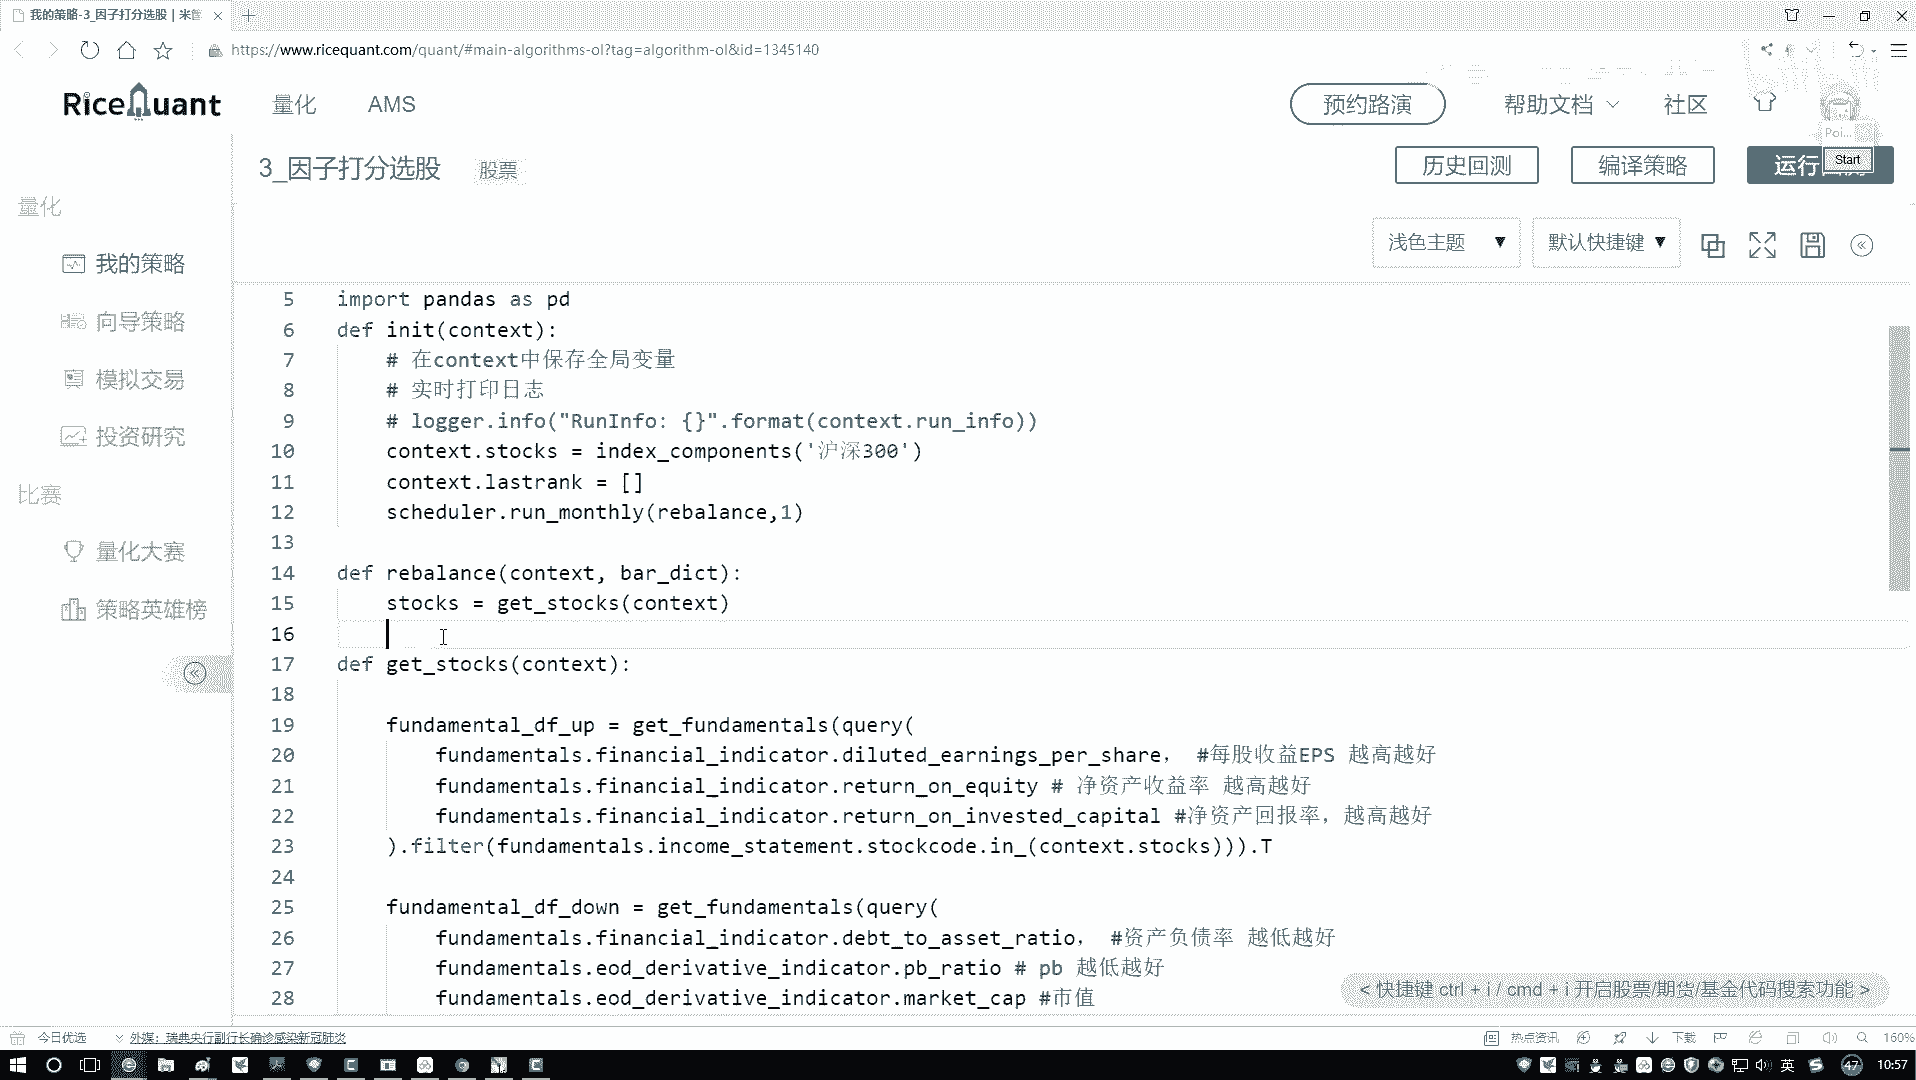 我的策略-3_因子打分选股 | 米筐
https://www.ricequant.com/quant/#main-algorithms-ol?tag=algorithm-ol&id=1345140
RiceQuant
量化
AMS
预约路演
帮助文档
社区
Poi...
Start
3_因子打分选股
股票
历史回测
编译策略
运行
浅色主题
默认快捷键
量化
我的策略
向导策略
模拟交易
投资研究
比赛
量化大赛
策略英雄榜
5 import pandas as pd
6 def init(context):
7 # 在context中保存全局变量
8 # 实时打印日志
9 # logger.info("RunInfo: {}".format(context.run_info))
10 context.stocks = index_components('沪深300')
11 context.lastrank = []
12 scheduler.run_monthly(rebalance,1)
13
14 def rebalance(context, bar_dict):
15 stocks = get_stocks(context)
16
17 def get_stocks(context):
18
19 fundamental_df_up = get_fundamentals(query(
20 fundamentals.financial_indicator.diluted_earnings_per_share， #每股收益EPS 越高越好
21 fundamentals.financial_indicator.return_on_equity # 净资产收益率 越高越好
22 fundamentals.financial_indicator.return_on_invested_capital #净资产回报率，越高越好
23 ).filter(fundamentals.income_statement.stockcode.in_(context.stocks))).T
24
25 fundamental_df_down = get_fundamentals(query(
26 fundamentals.financial_indicator.debt_to_asset_ratio， #资产负债率 越低越好
27 fundamentals.eod_derivative_indicator.pb_ratio # pb 越低越好
28 fundamentals.eod_derivative_indicator.market_cap #市值
< 快捷键 ctrl + i / cmd + i 开启股票/期货/基金代码搜索功能 >
今日优选
外媒：瑞典央行副行长确诊感染新冠肺炎
热点资讯
下载
160%
英
47
10:57